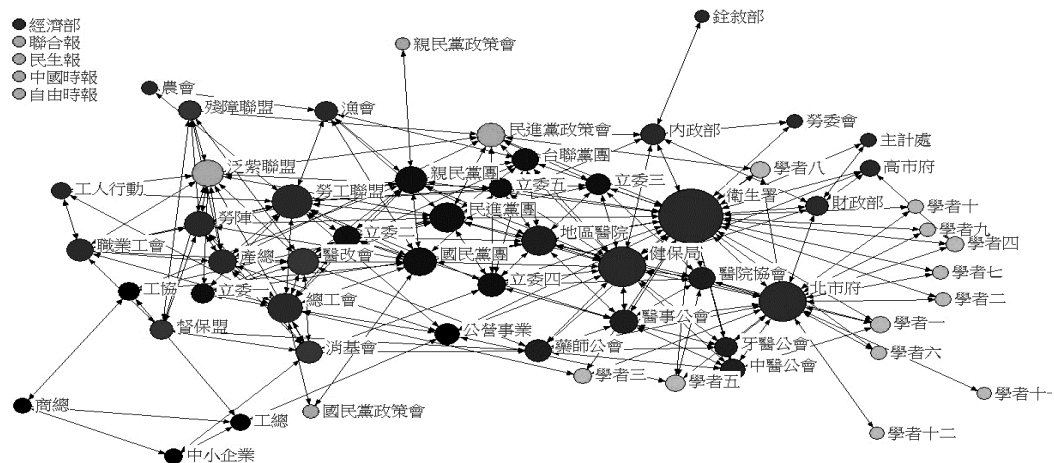 經濟部
聯合報
民生報
中國時報
自由時報
銓敘部
親民黨政策會
農會
殘障聯盟
漁會
民進黨政策會
內政部
勞委會
主計處
台聯黨團
學者八
高市府
泛紫聯盟
親民黨團
立委五
立委三
工人行動
勞工聯盟
衛生署
財政部
學者十
勞陣
民進黨團
學者九
立委二
地區醫院
學者四
職業工會
產總
醫改會
國民黨團
健保局
學者七
立委四
醫院協會
工協
立委一
北市府
學者二
總工會
醫事公會
學者一
督保盟
公營事業
消基會
藥師公會
牙醫公會
學者六
中醫公會
學者三
學者五
學者十一
商總
國民黨政策會
工總
學者十二
中小企業